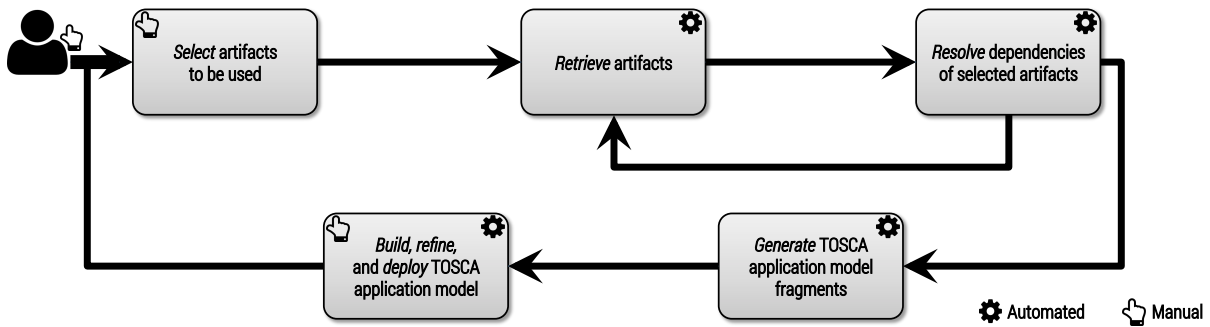 Select artifacts
to be used
Retrieve artifacts
Resolve dependencies
of selected artifacts
Build, refine,
and deploy TOSCA
application model
Generate TOSCA
application model
fragments
Automated
Manual